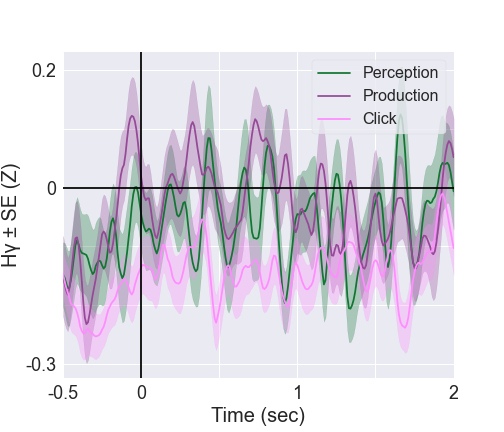 Hγ ± SE (Z)
0.2
0
-0.3
Perception
Production
Click
-0.5
0
1
2
Time (sec)